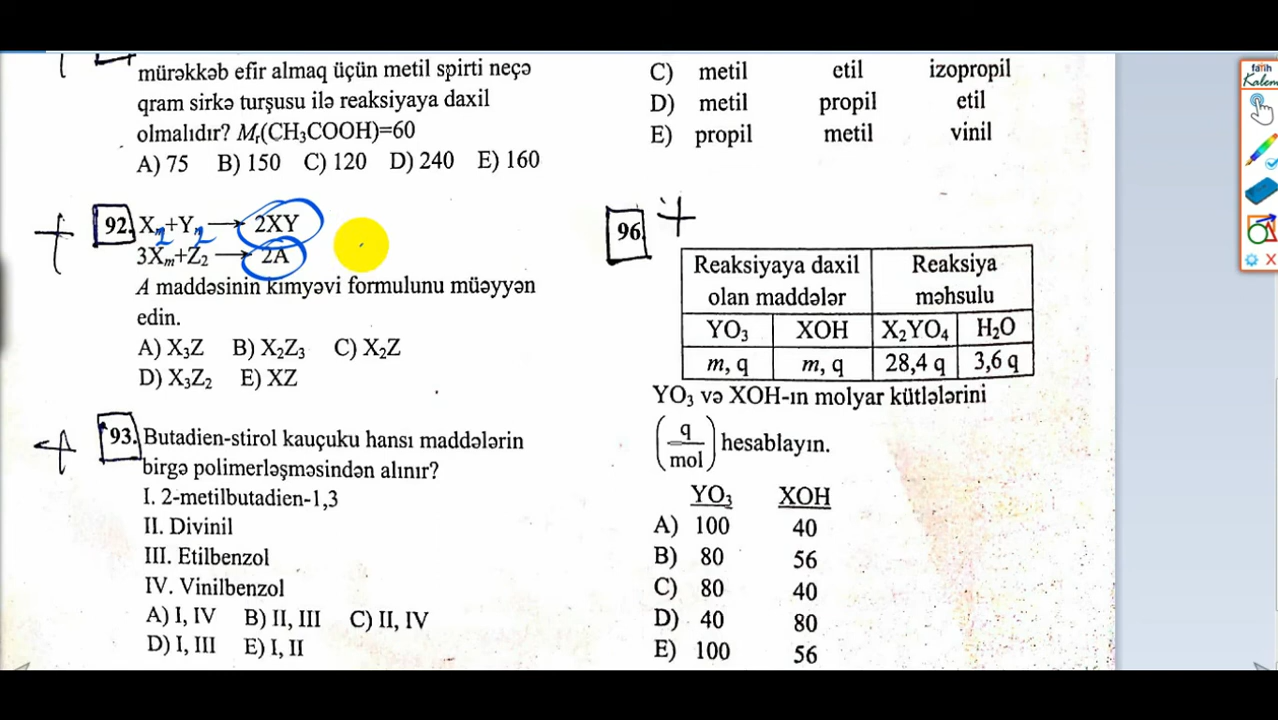 mürəkkəb efir almaq üçün metil spirti neçə
qram sirkə turşusu ilə reaksiyaya daxil
olmalıdır? Mᵣ(CH₃COOH)=60
A) 75 B) 150 C) 120 D) 240 E) 160
92. Xₘ+Yₙ → 2XY
2 2
3Xₘ+Z₂ → 2A
A maddəsinin kimyəvi formulunu müəyyən
edin.
A) X₃Z B) X₂Z₃ C) X₂Z
D) X₃Z₂ E) XZ
93. Butadien-stirol kauçuku hansı maddələrin
birgə polimerləşməsindən alınır?
I. 2-metilbutadien-1,3
II. Divinil
III. Etilbenzol
IV. Vinilbenzol
A) I, IV B) II, III C) II, IV
D) I, III E) I, II
C) metil etil izopropil
D) metil propil etil
E) propil metil vinil
96.
Reaksiyaya daxil olan maddələr Reaksiya məhsulu
YO₃ XOH X₂YO₄ H₂O
m, q m, q 28,4 q 3,6 q
YO₃ və XOH-ın molyar kütlələrini
(q/mol) hesablayın.
YO₃ XOH
A) 100 40
B) 80 56
C) 80 40
D) 40 80
E) 100 56
fatih
Kalem